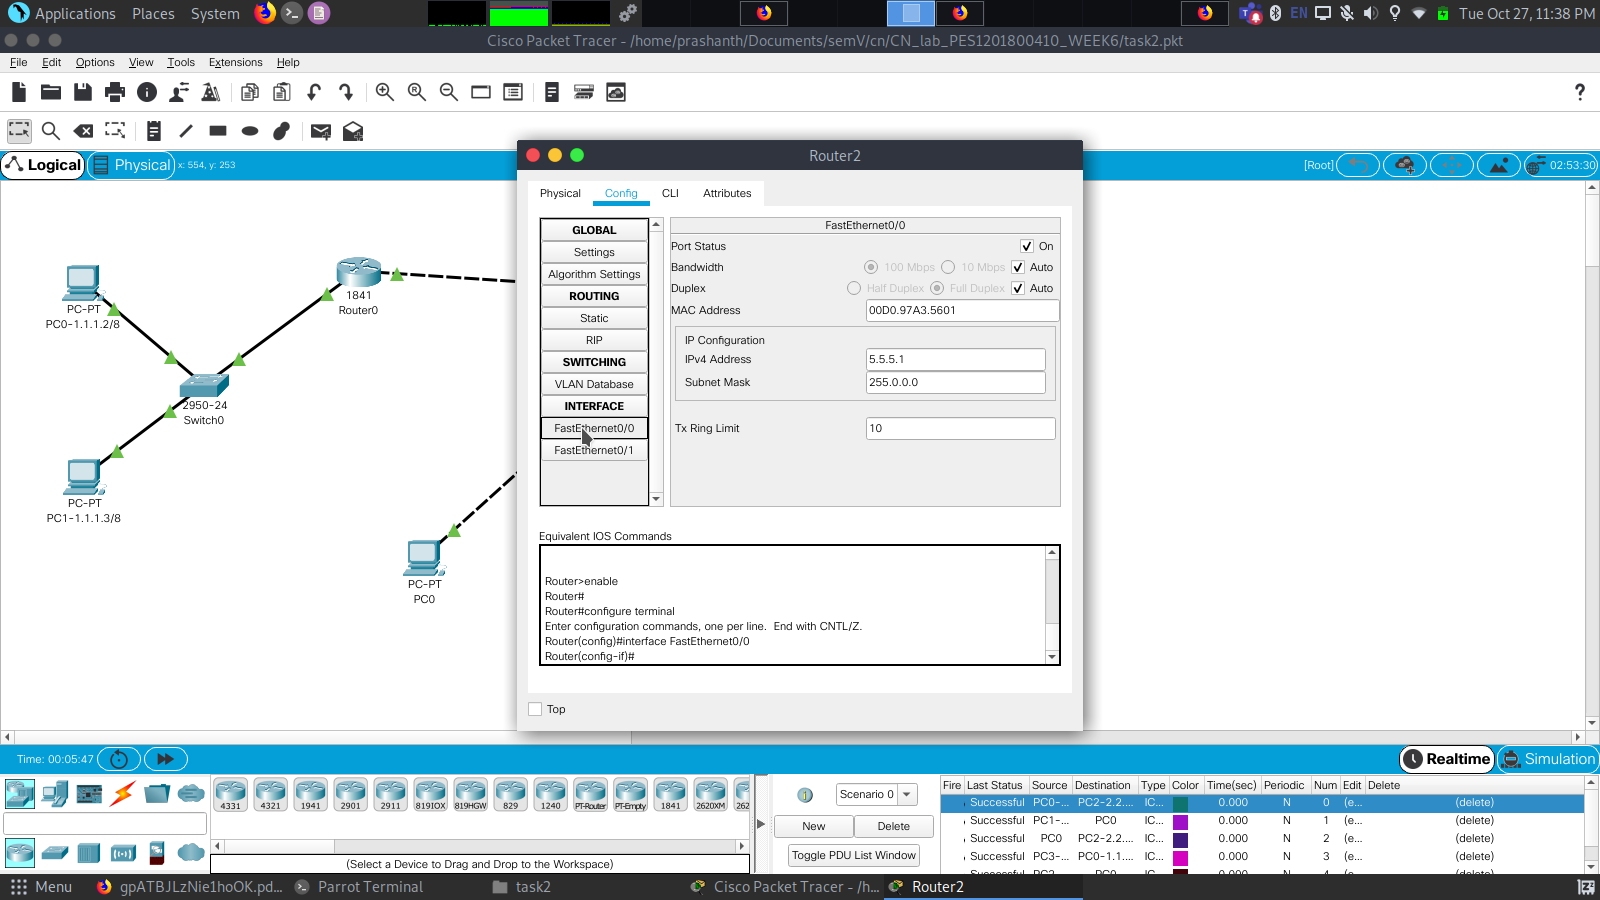 Applications Places System EN Tue Oct 27, 11:38 PM
Cisco Packet Tracer - /home/prashanth/Documents/semV/cn/CN_lab_PES1201800410_WEEK6/task2.pkt
File Edit Options View Tools Extensions Help
Logical Physical x: 554, y: 253 [Root] 02:53:30
Router2
Physical Config CLI Attributes
GLOBAL
Settings
Algorithm Settings
ROUTING
Static
RIP
SWITCHING
VLAN Database
INTERFACE
FastEthernet0/0
FastEthernet0/1
FastEthernet0/0
Port Status On
Bandwidth 100 Mbps 10 Mbps Auto
Duplex Half Duplex Full Duplex Auto
MAC Address 00D0.97A3.5601
IP Configuration
IPv4 Address 5.5.5.1
Subnet Mask 255.0.0.0
Tx Ring Limit 10
Equivalent IOS Commands
Router>enable
Router#
Router#configure terminal
Enter configuration commands, one per line. End with CNTL/Z.
Router(config)#interface FastEthernet0/0
Router(config-if)#
Top
PC-PT
PC0-1.1.1.2/8
1841
Router0
2950-24
Switch0
PC-PT
PC1-1.1.1.3/8
PC-PT
PC0
Time: 00:05:47 Realtime Simulation
4331 4321 1941 2901 2911 819IOX 819HGW 829 1240 PT-Router PT-Empty 1841 2620XM 262
(Select a Device to Drag and Drop to the Workspace)
Scenario 0
New Delete
Toggle PDU List Window
Fire Last Status Source Destination Type Color Time(sec) Periodic Num Edit Delete
Successful PC0-... PC2-2.2.... IC... 0.000 N 0 (e... (delete)
Successful PC1-... PC0 IC... 0.000 N 1 (e... (delete)
Successful PC0 PC2-2.2.... IC... 0.000 N 2 (e... (delete)
Successful PC3-... PC0-1.1.... IC... 0.000 N 3 (e... (delete)
Menu gpATBJLzNie1hoOK.pd... Parrot Terminal task2 Cisco Packet Tracer - /h... Router2